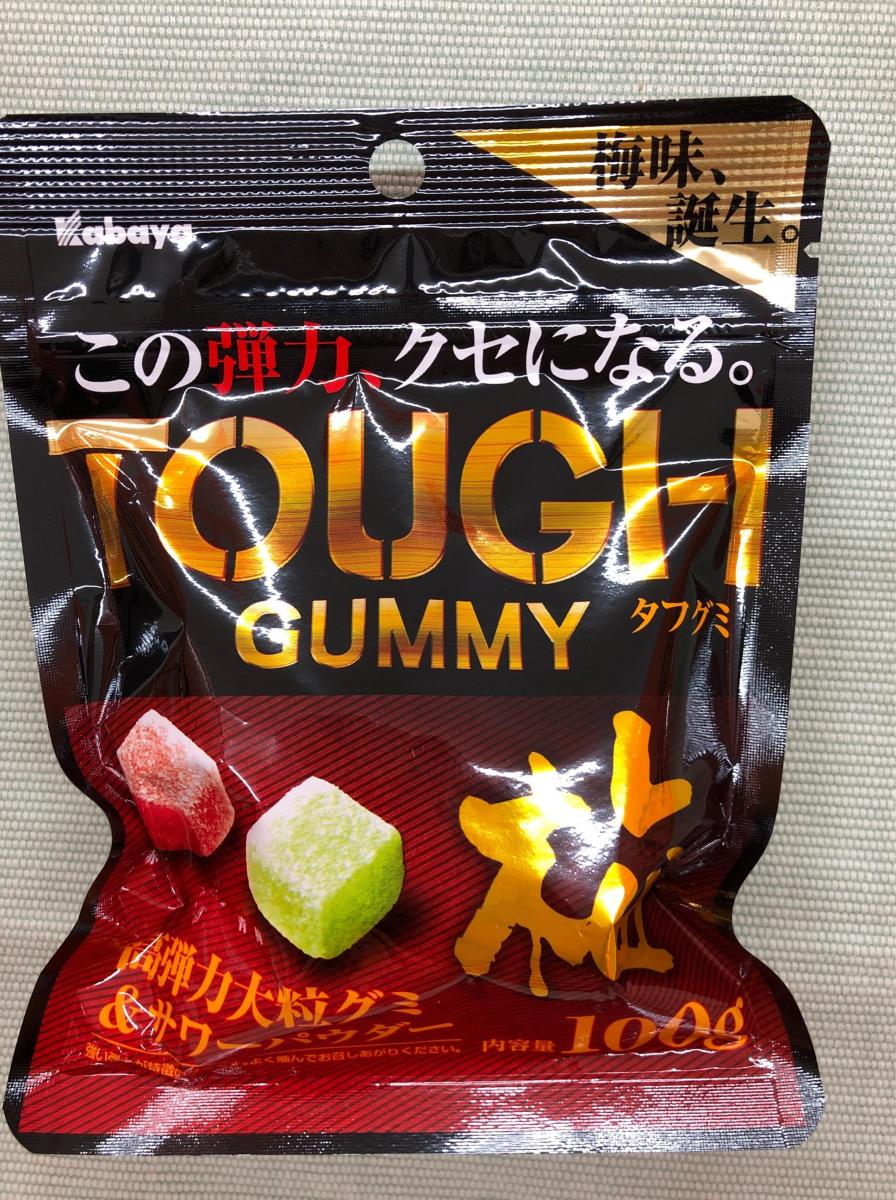 Kabaya
梅味、
誕生。
この弾力、クセになる。
TOUGH
GUMMY
タフグミ
高弾力大粒グミ
&サワーパウダー
よく噛んでお召しあがりください。
内容量 100g